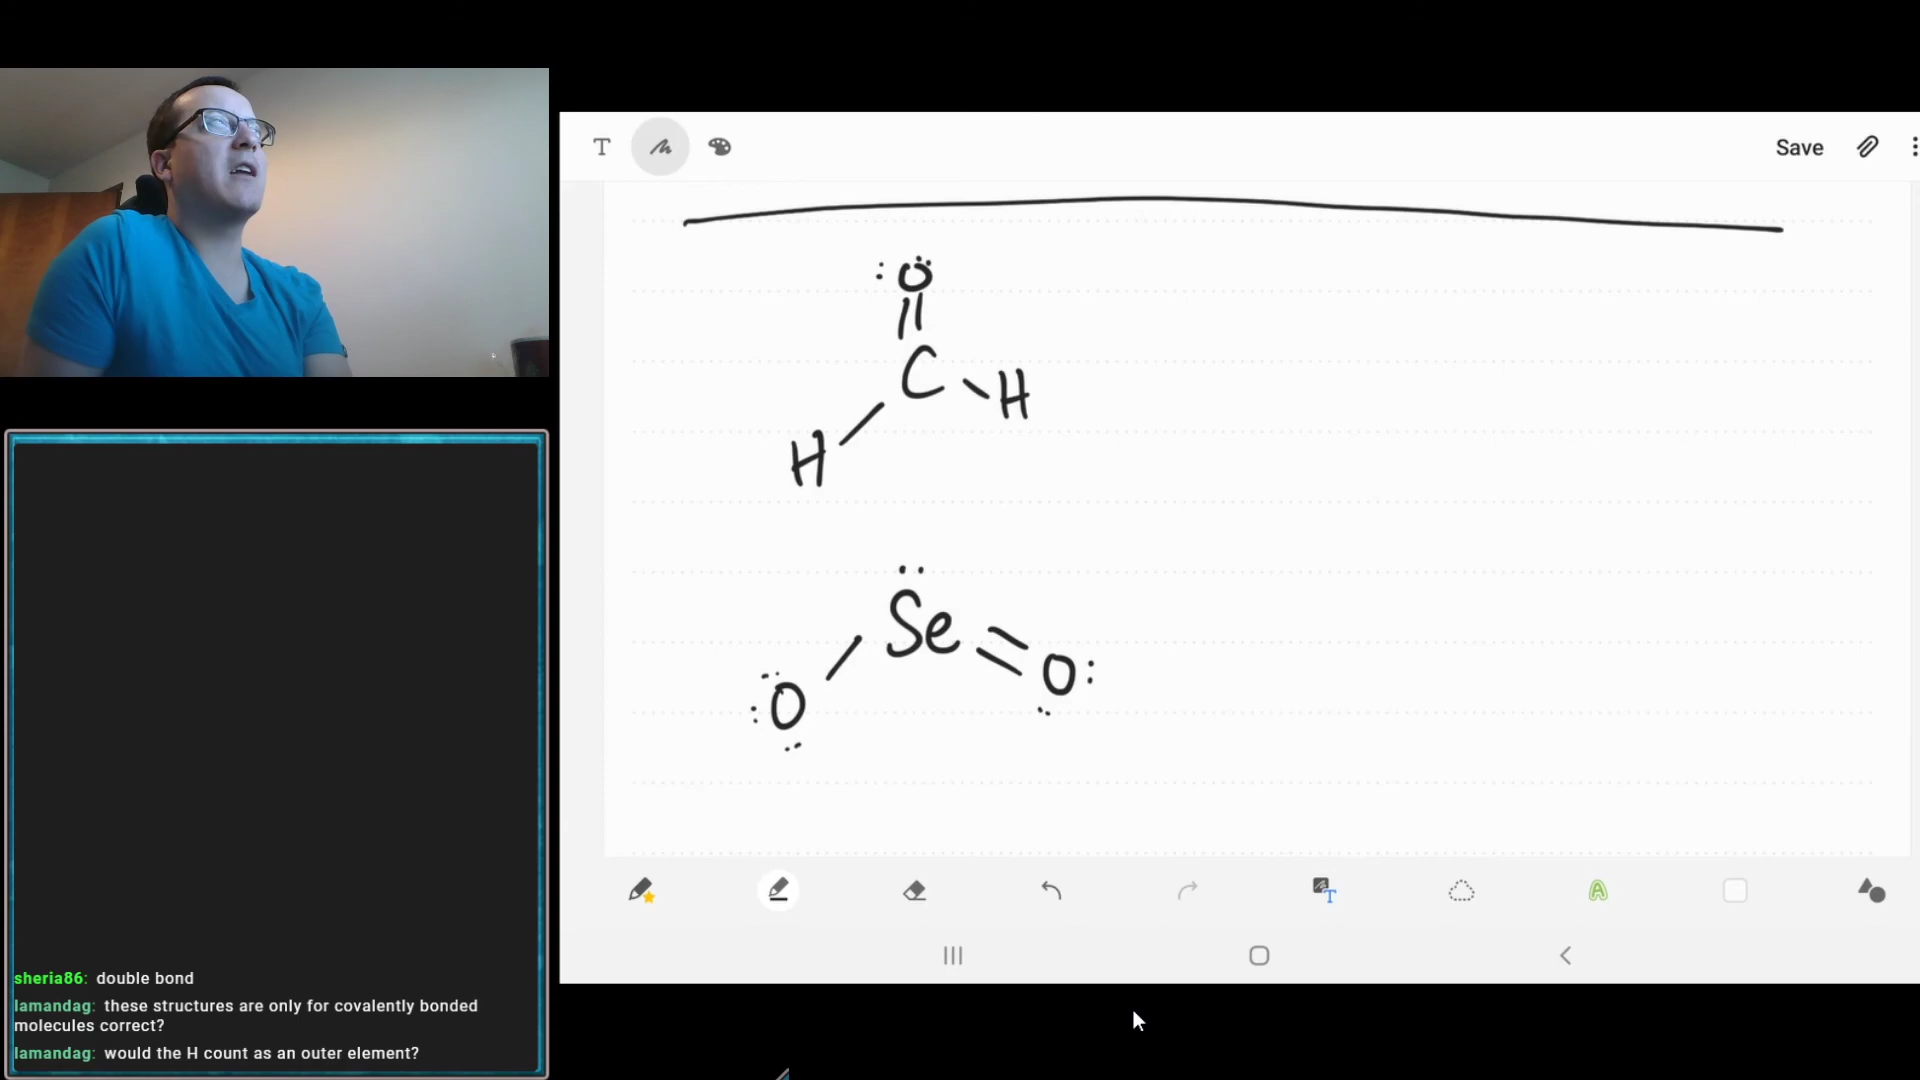 T
Save
:Ö
||
C
H
H
Se
O
O:
T
A
sheria86: double bond
lamandag: these structures are only for covalently bonded
molecules correct?
lamandag: would the H count as an outer element?